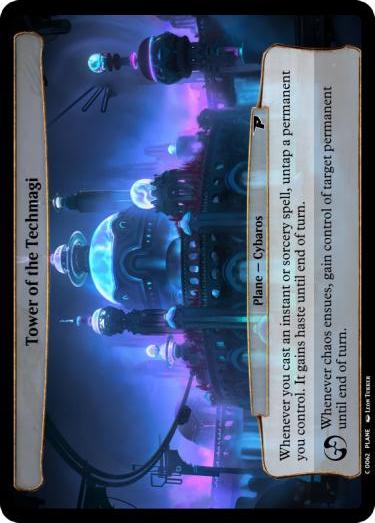 Tower of the Techmagi
Plane — Cybaros
Whenever you cast an instant or sorcery spell, untap a permanent
you control. It gains haste until end of turn.
Whenever chaos ensues, gain control of target permanent
until end of turn.
C 0062 PLANE Leon Tukker